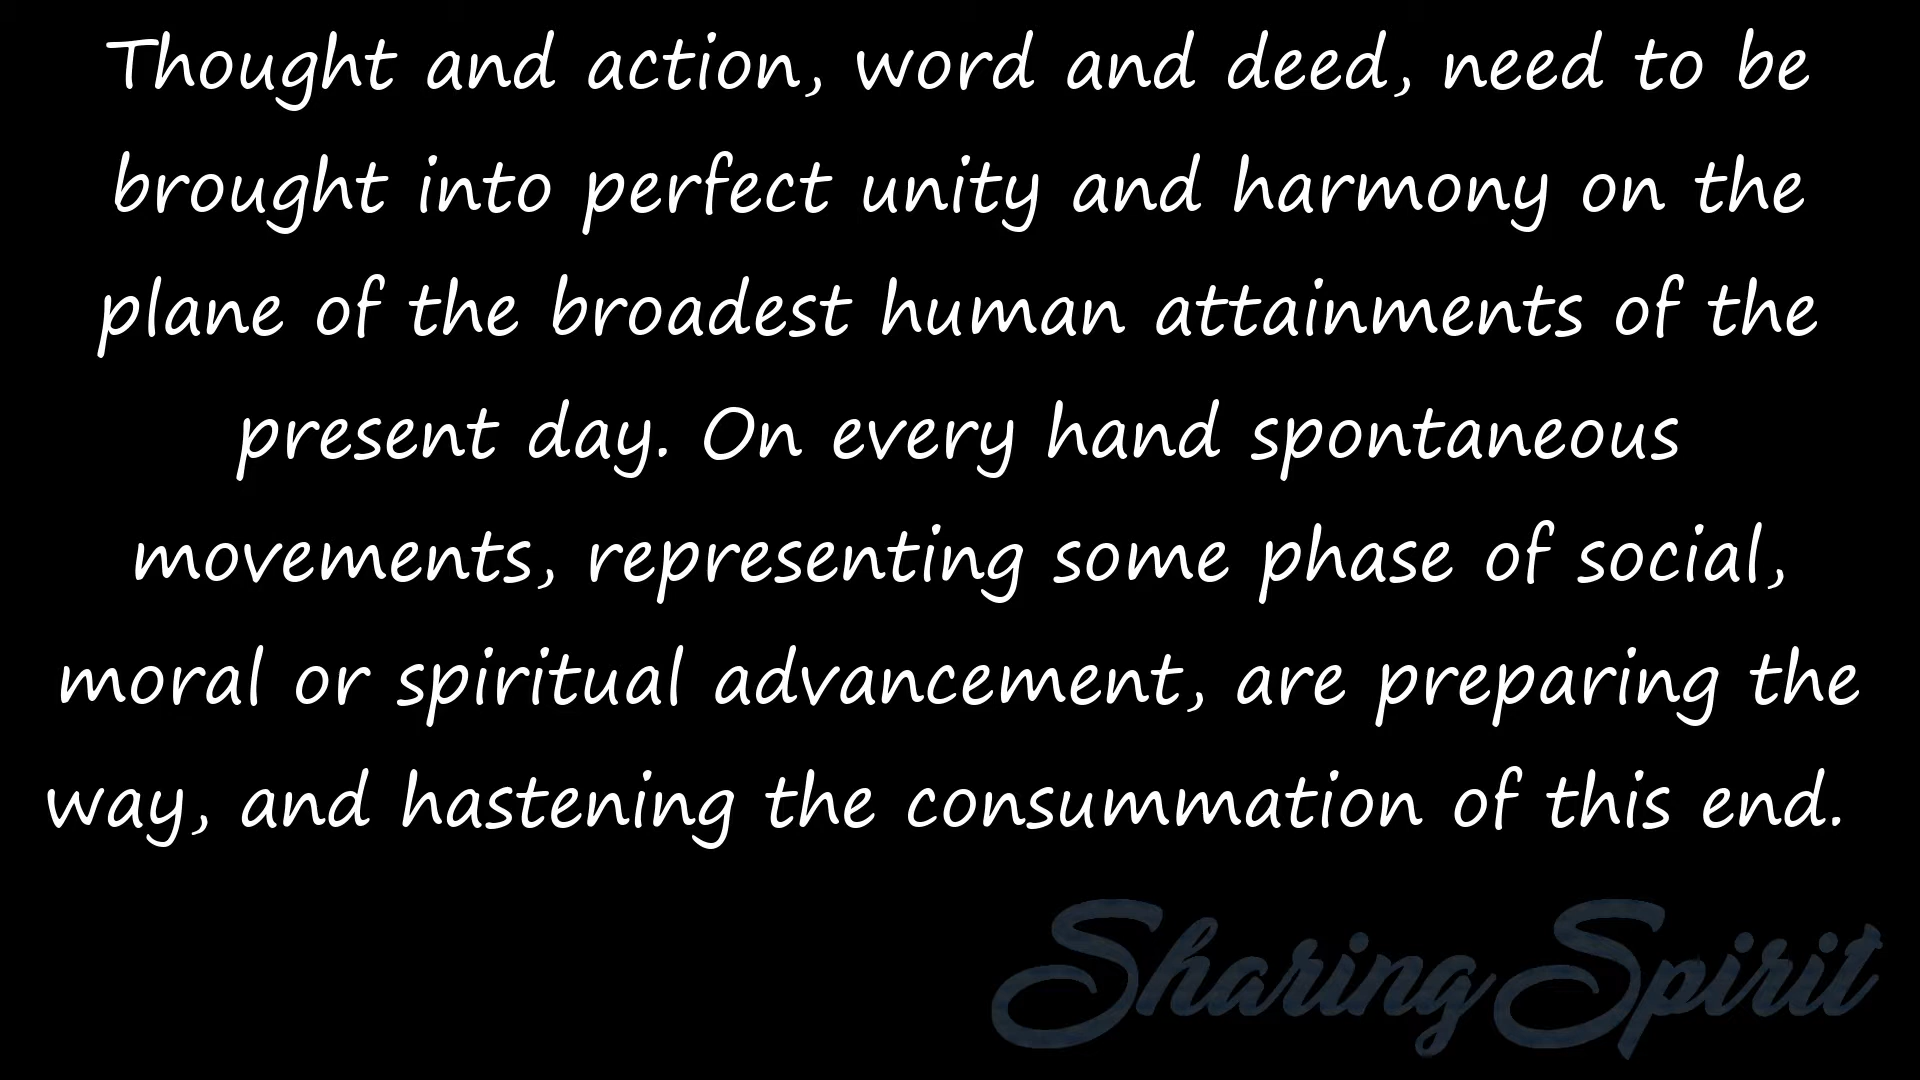 Thought and action, word and deed, need to be
brought into perfect unity and harmony on the
plane of the broadest human attainments of the
present day. On every hand spontaneous
movements, representing some phase of social,
moral or spiritual advancement, are preparing the
way, and hastening the consummation of this end.
Sharing Spirit